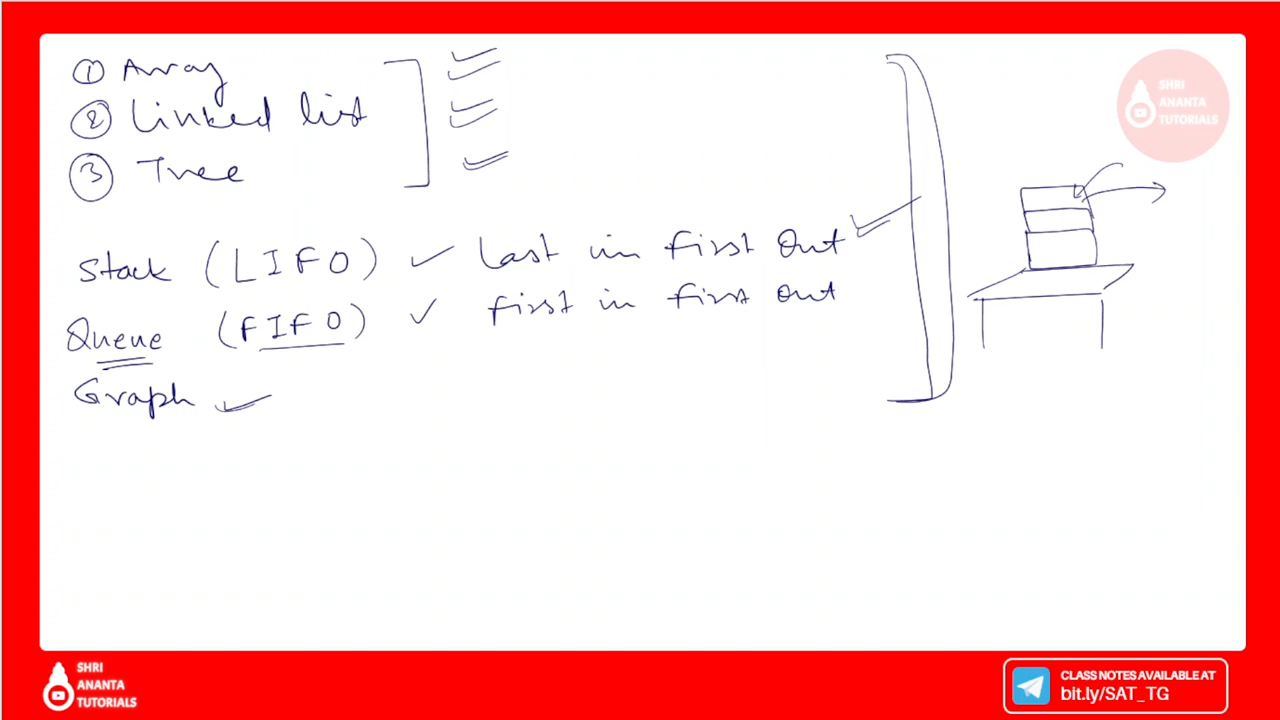 ① Array
② Linked list
③ Tree
Stack (LIFO) last in first out
Queue (FIFO) first in first out
Graph
SHRI
ANANTA
TUTORIALS
SHRI
ANANTA
TUTORIALS
CLASS NOTES AVAILABLE AT
bit.ly/SAT_TG